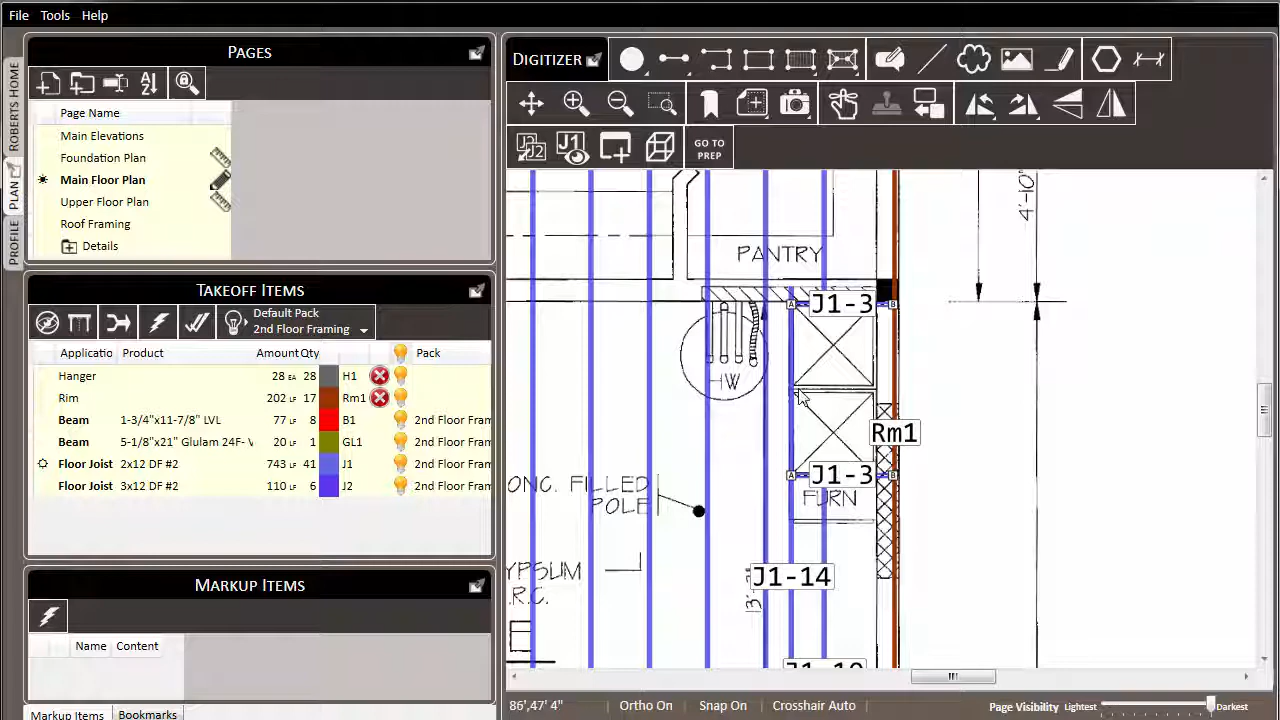 File Tools Help
ROBERTS HOME
PLAN
PROFILE
PAGES
Page Name
Main Elevations
Foundation Plan
Main Floor Plan
Upper Floor Plan
Roof Framing
Details
TAKEOFF ITEMS
Default Pack
2nd Floor Framing
Applicatio Product Amount Qty Pack
Hanger 28 EA 28 H1
Rim 202 LF 17 Rm1
Beam 1-3/4"x11-7/8" LVL 77 LF 8 B1 2nd Floor Fram
Beam 5-1/8"x21" Glulam 24F- V 20 LF 1 GL1 2nd Floor Fram
Floor Joist 2x12 DF #2 743 LF 41 J1 2nd Floor Fram
Floor Joist 3x12 DF #2 110 LF 6 J2 2nd Floor Fram
MARKUP ITEMS
Name Content
Markup Items Bookmarks
DIGITIZER
J1
GO TO
PREP
4'-10"
PANTRY
A J1-3 B
HW
Rm1
A J1-3 B
FURN
ONC. FILLED
POLE
J1-14
YPSUM
.R.C.
13'-
86',47' 4" Ortho On Snap On Crosshair Auto Page Visibility Lightest Darkest